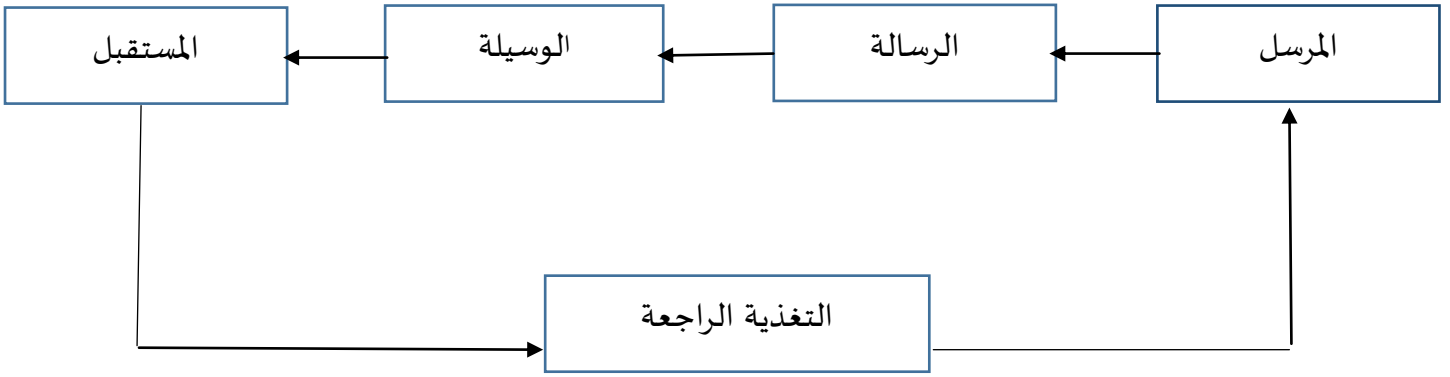 المرسل
الرسالة
الوسيلة
المستقبل
التغذية الراجعة